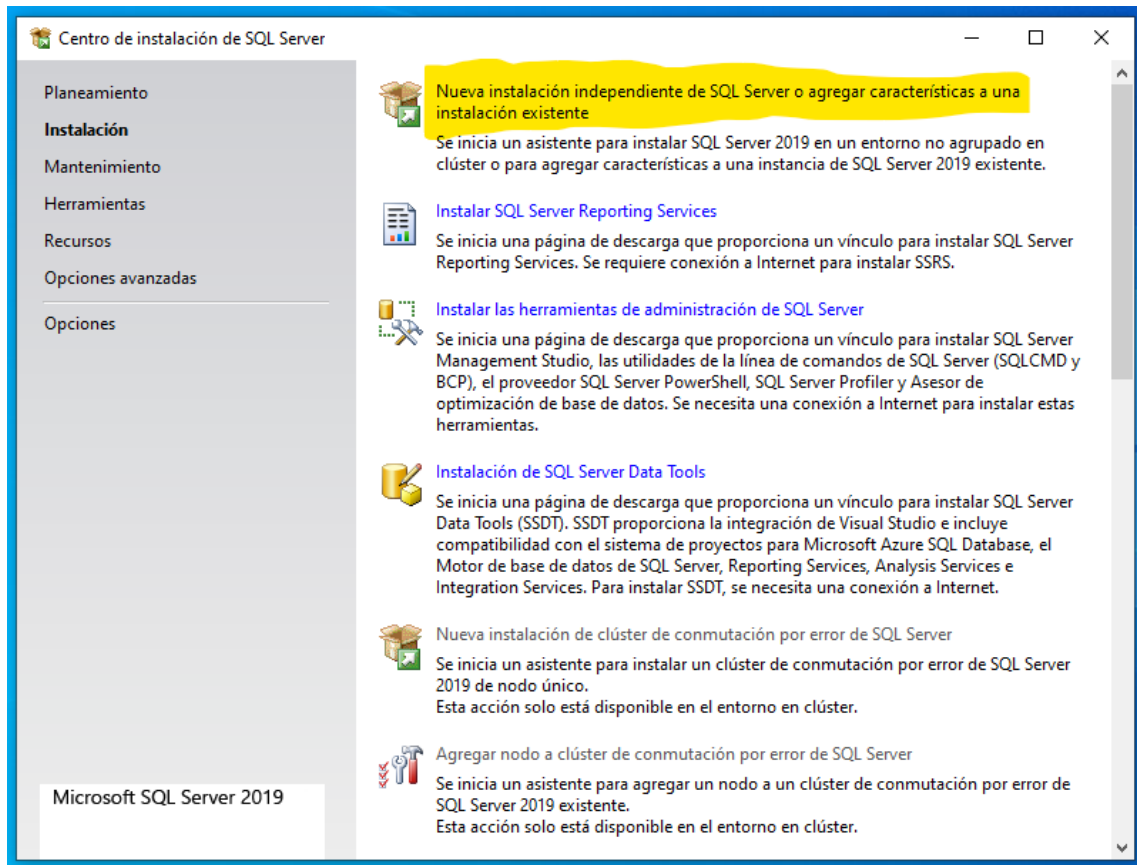 Centro de instalación de SQL Server
Planeamiento
Instalación
Mantenimiento
Herramientas
Recursos
Opciones avanzadas
Opciones
Microsoft SQL Server 2019
Nueva instalación independiente de SQL Server o agregar características a una
instalación existente
Se inicia un asistente para instalar SQL Server 2019 en un entorno no agrupado en
clúster o para agregar características a una instancia de SQL Server 2019 existente.
Instalar SQL Server Reporting Services
Se inicia una página de descarga que proporciona un vínculo para instalar SQL Server
Reporting Services. Se requiere conexión a Internet para instalar SSRS.
Instalar las herramientas de administración de SQL Server
Se inicia una página de descarga que proporciona un vínculo para instalar SQL Server
Management Studio, las utilidades de la línea de comandos de SQL Server (SQLCMD y
BCP), el proveedor SQL Server PowerShell, SQL Server Profiler y Asesor de
optimización de base de datos. Se necesita una conexión a Internet para instalar estas
herramientas.
Instalación de SQL Server Data Tools
Se inicia una página de descarga que proporciona un vínculo para instalar SQL Server
Data Tools (SSDT). SSDT proporciona la integración de Visual Studio e incluye
compatibilidad con el sistema de proyectos para Microsoft Azure SQL Database, el
Motor de base de datos de SQL Server, Reporting Services, Analysis Services e
Integration Services. Para instalar SSDT, se necesita una conexión a Internet.
Nueva instalación de clúster de conmutación por error de SQL Server
Se inicia un asistente para instalar un clúster de conmutación por error de SQL Server
2019 de nodo único.
Esta acción solo está disponible en el entorno en clúster.
Agregar nodo a clúster de conmutación por error de SQL Server
Se inicia un asistente para agregar un nodo a un clúster de conmutación por error de
SQL Server 2019 existente.
Esta acción solo está disponible en el entorno en clúster.